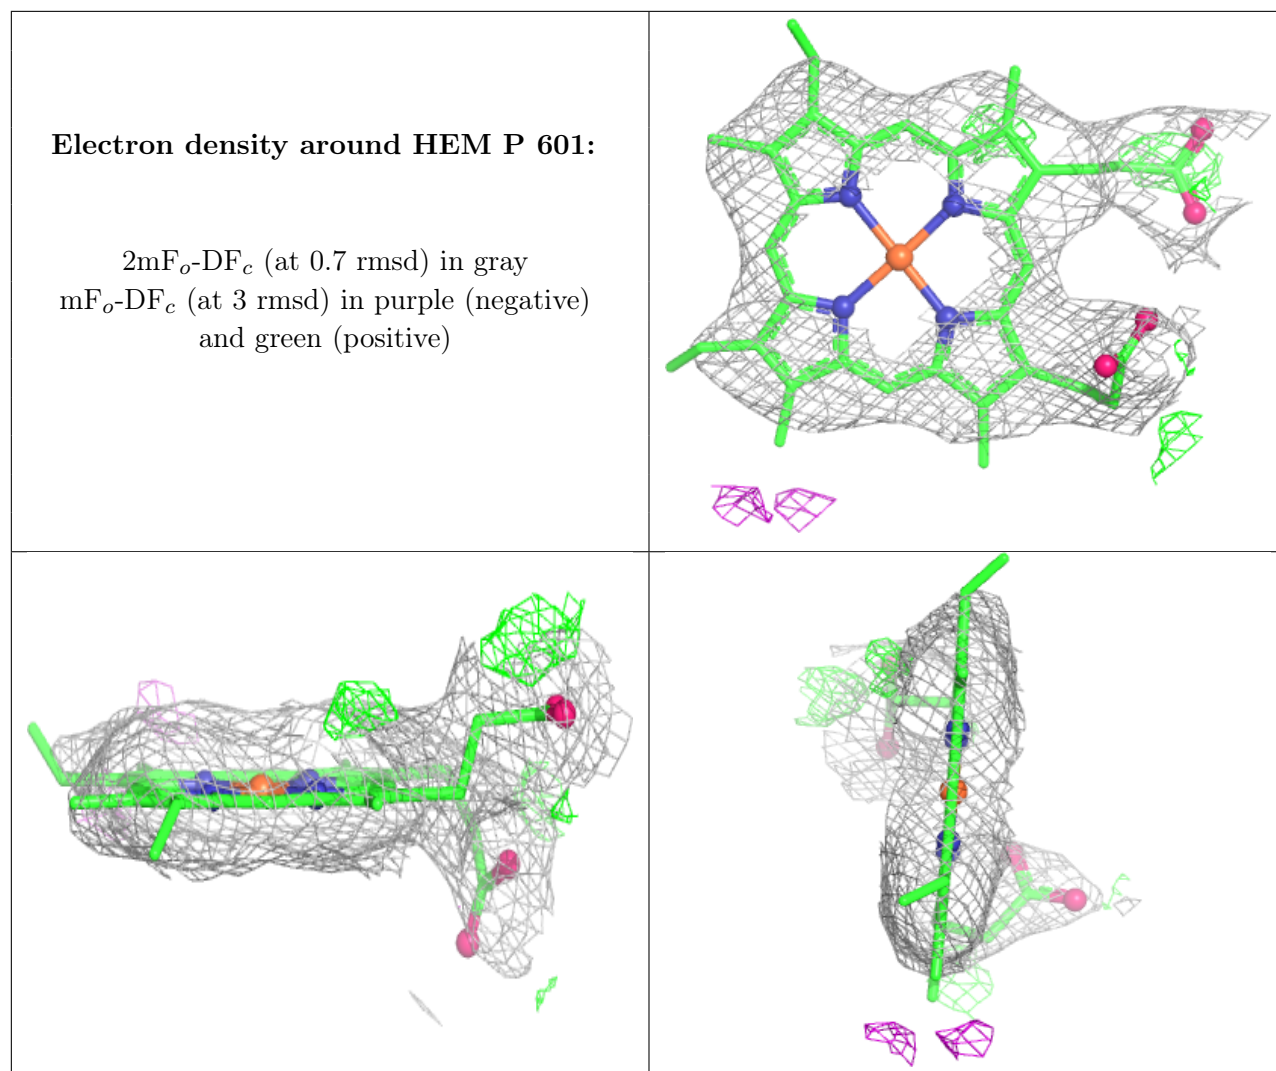 Electron density around HEM P 601:
2mFo-DFc (at 0.7 rmsd) in gray
mFo-DFc (at 3 rmsd) in purple (negative)
and green (positive)